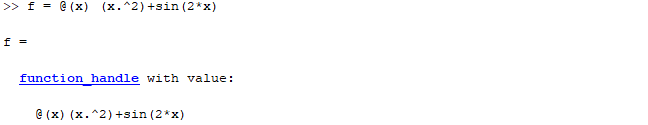 >> f = @(x) (x.^2)+sin(2*x)
f =
function_handle with value:
@(x)(x.^2)+sin(2*x)